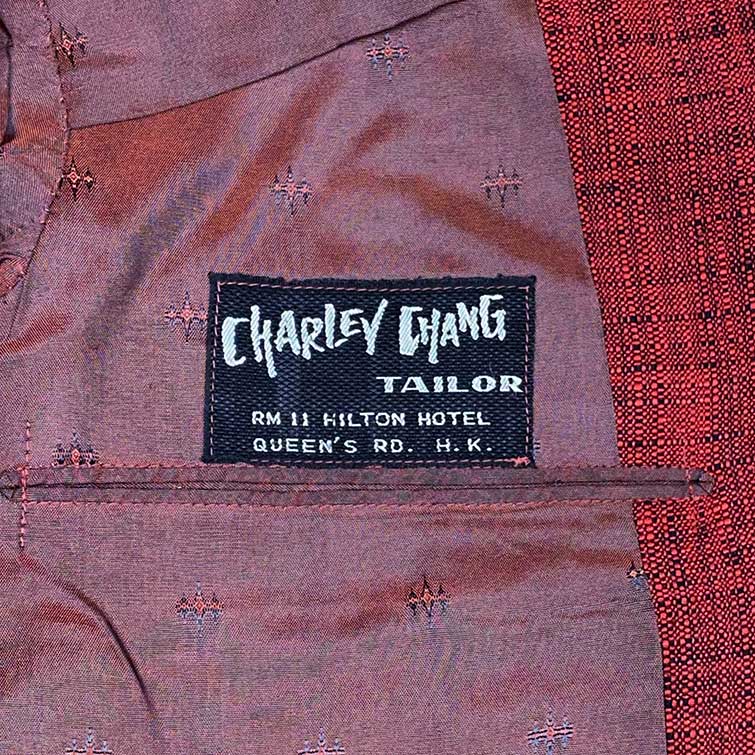 CHARLEY CHANG
TAILOR
RM 11 HILTON HOTEL
QUEEN'S RD. H.K.